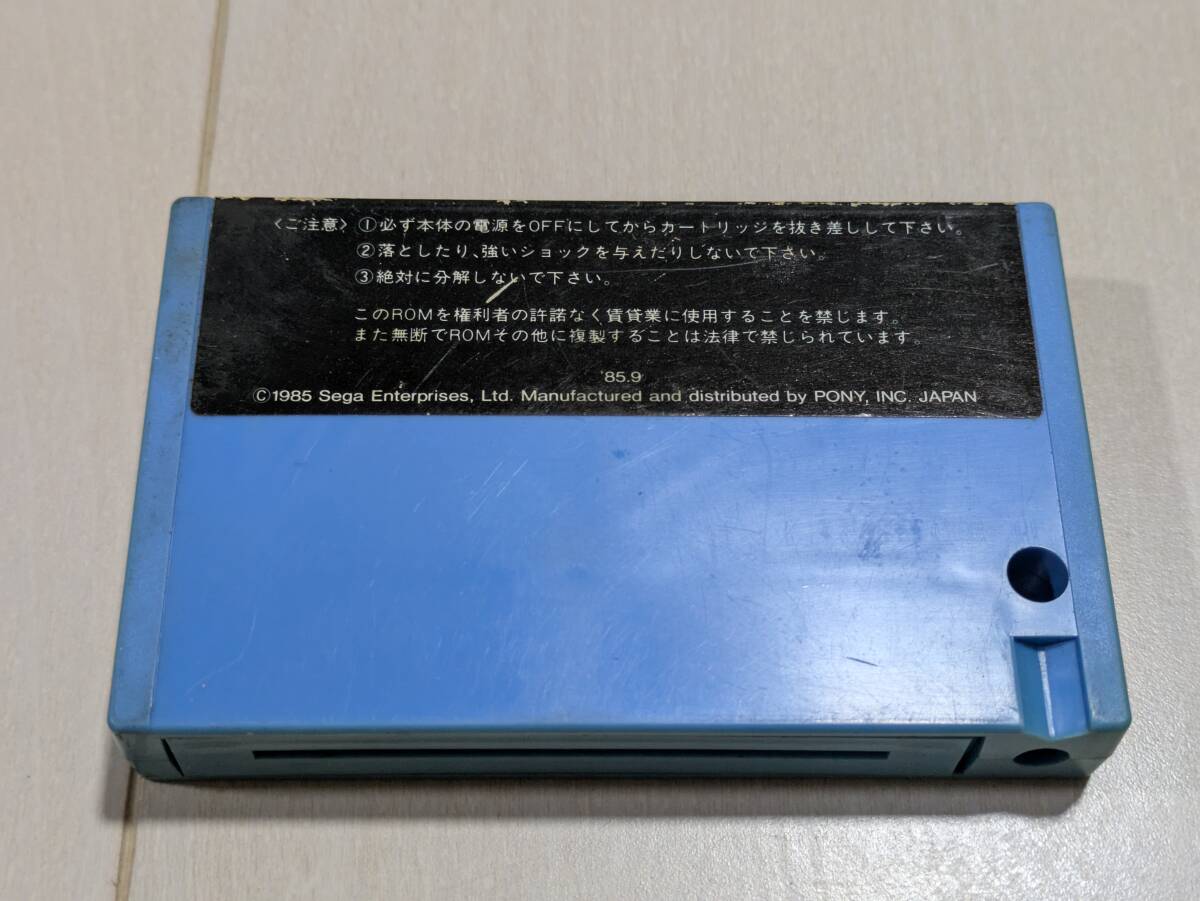 〈ご注意〉①必ず本体の電源をOFFにしてからカートリッジを抜き差しして下さい。
②落としたり、強いショックを与えたりしないで下さい。
③絶対に分解しないで下さい。
このROMを権利者の許諾なく賃貸業に使用することを禁じます。
また無断でROMその他に複製することは法律で禁じられています。
'85.9
©1985 Sega Enterprises, Ltd. Manufactured and distributed by PONY, INC. JAPAN